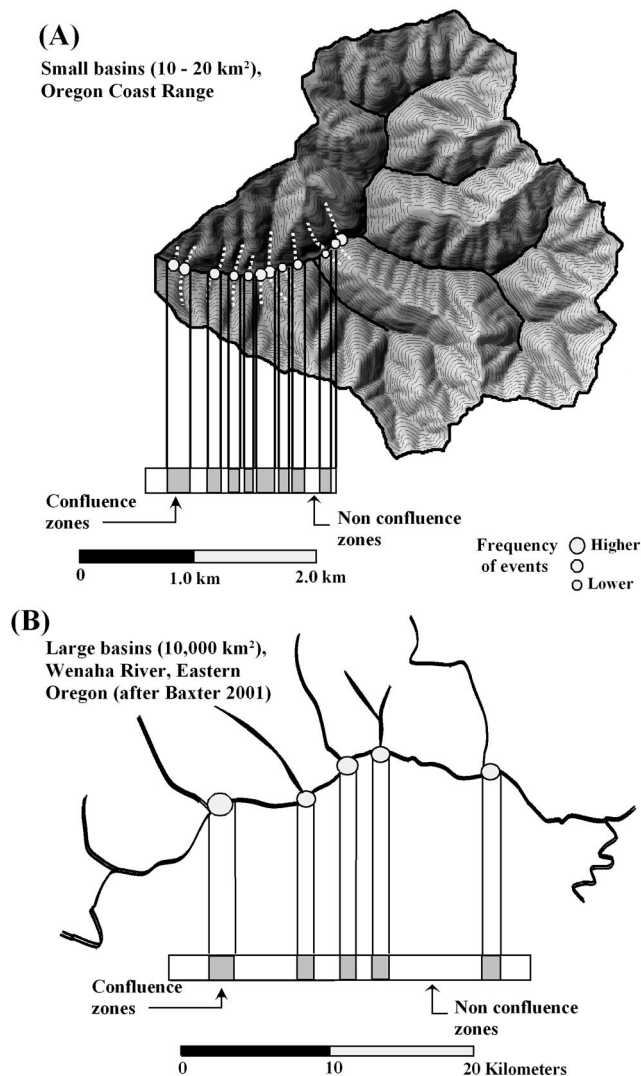 (A)
Small basins (10 - 20 km²),
Oregon Coast Range
Confluence
zones
Non confluence
zones
Frequency
of events
Higher
Lower
0 1.0 km 2.0 km
(B)
Large basins (10,000 km²),
Wenaha River, Eastern
Oregon (after Baxter 2001)
Confluence
zones
Non confluence
zones
0 10 20 Kilometers